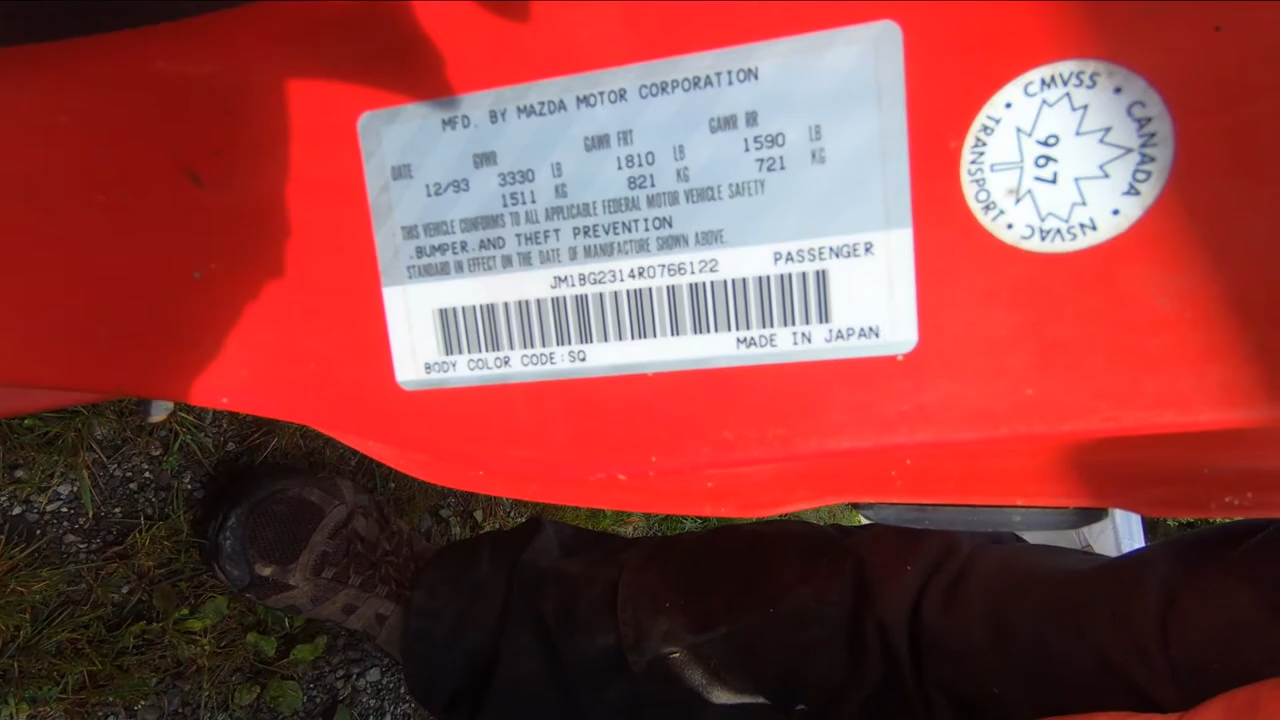 MFD. BY MAZDA MOTOR CORPORATION
DATE GVWR GAWR FRT GAWR RR
12/93 3330 LB 1810 LB 1590 LB
1511 KG 821 KG 721 KG
THIS VEHICLE CONFORMS TO ALL APPLICABLE FEDERAL MOTOR VEHICLE SAFETY
.BUMPER.AND THEFT PREVENTION
STANDARD IN EFFECT ON THE DATE OF MANUFACTURE SHOWN ABOVE.
JM1BG2314R0766122 PASSENGER
BODY COLOR CODE:SQ MADE IN JAPAN
CMVSS • CANADA • NSVAC • TRANSPORT •
967